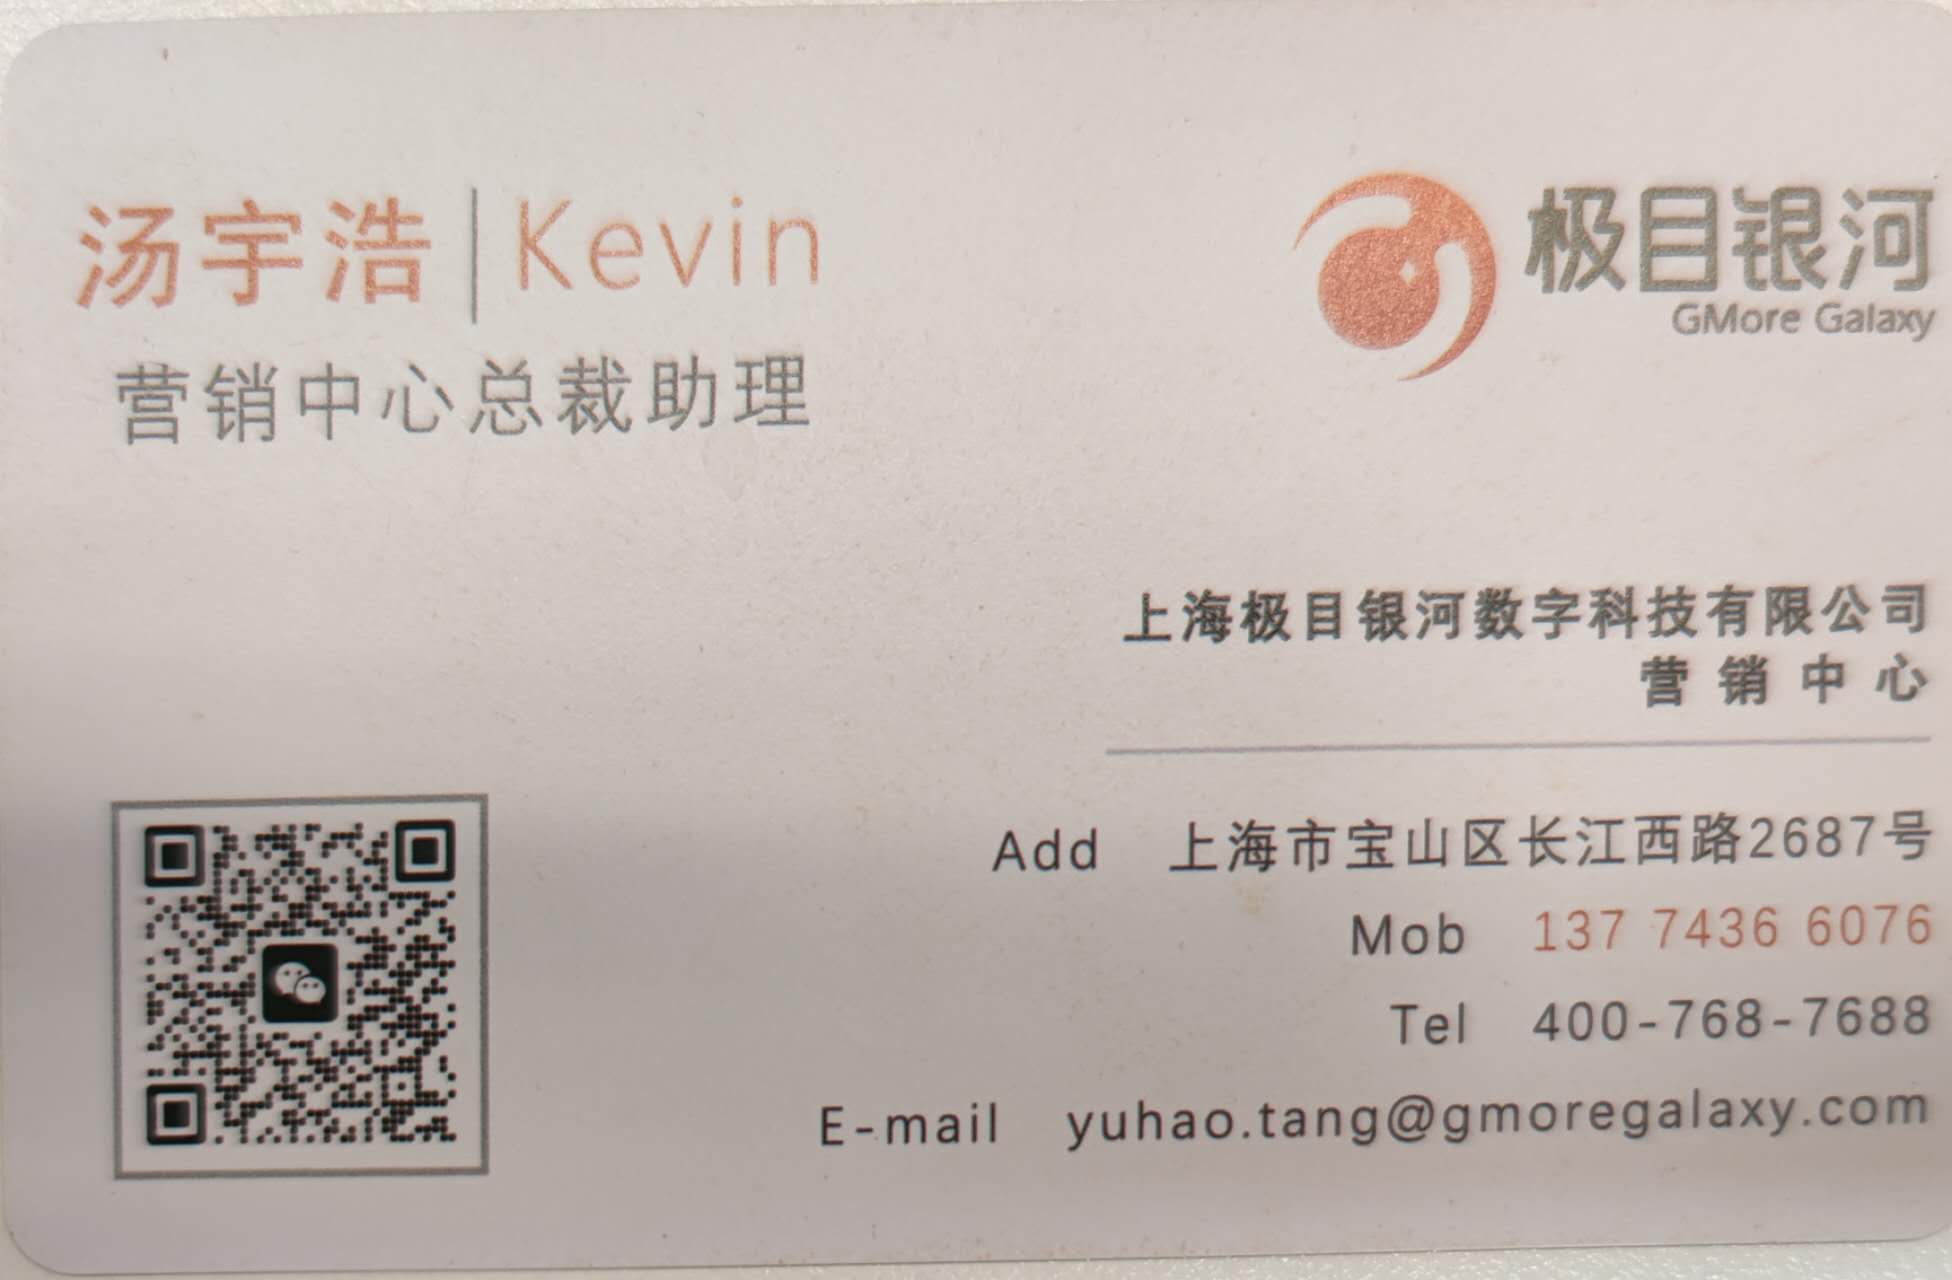 汤宇浩 | Kevin
营销中心总裁助理
极目银河
GMore Galaxy
上海极目银河数字科技有限公司
营销中心
Add 上海市宝山区长江西路2687号
Mob 137 7436 6076
Tel 400-768-7688
E-mail yuhao.tang@gmoregalaxy.com